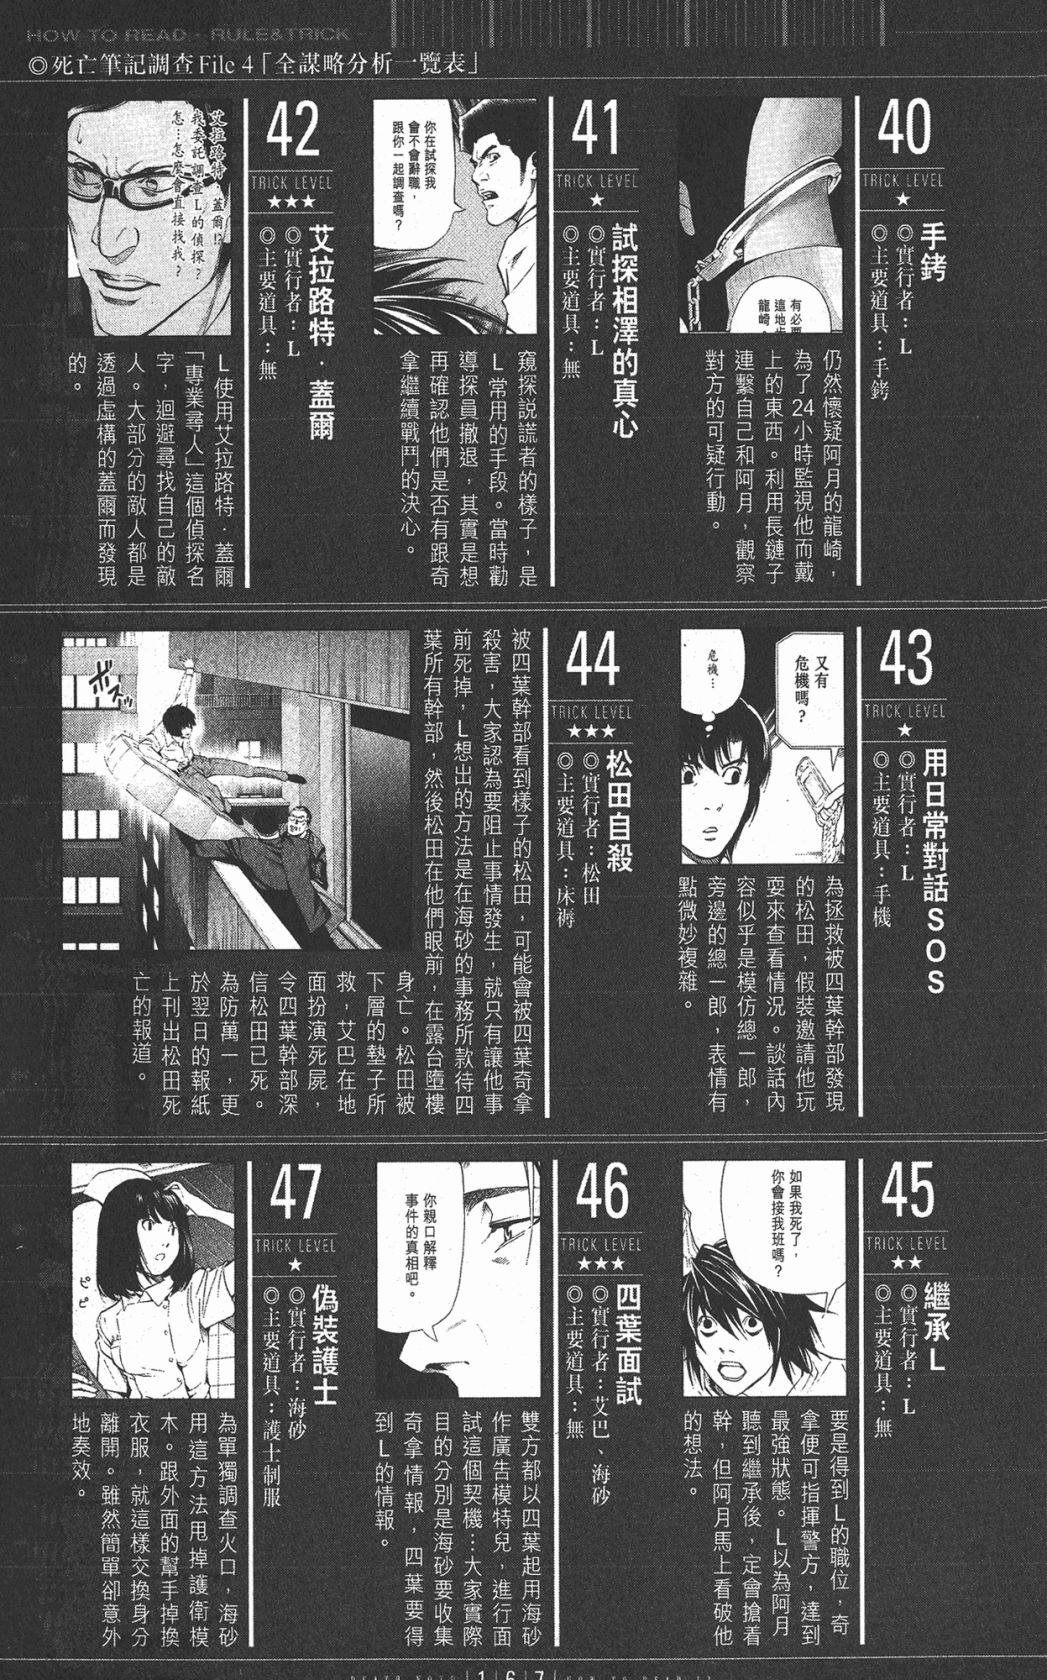 HOW TO READ · RULE&TRICK
◎死亡筆記調查File 4「全謀略分析一覽表」
40
TRICK LEVEL
★
手銬
◎實行者：L
◎主要道具：手銬
有必要
這地步
龍崎
仍然懷疑阿月的龍崎，
為了24小時監視他而戴
上的東西。利用長鏈子
連繫自己和阿月，觀察
對方的可疑行動。
41
TRICK LEVEL
★
試探相澤的真心
◎實行者：L
◎主要道具：無
你在試探我
會不會辭職，
跟你一起調查嗎？
窺探說謊者的樣子，是
L常用的手段。當時勸
導探員撤退，其實是想
再確認他們是否有跟奇
拿繼續戰鬥的決心。
42
TRICK LEVEL
★★★
艾拉路特·蓋爾
◎實行者：L
◎主要道具：無
艾拉路特·蓋爾!?
我委託調查L的偵探？
怎…怎麼會直接找我？
L使用艾拉路特·蓋爾
「專業尋人」這個偵探名
字，迴避尋找自己的敵
人。大部分的敵人都是
透過虛構的蓋爾而發現
的。
43
TRICK LEVEL
★
用日常對話SOS
◎實行者：L
◎主要道具：手機
又有
危機嗎？
危機…
為拯救被四葉幹部發現
的松田，假裝邀請他玩
耍來查看情況。談話內
容似乎是模仿總一郎，
旁邊的總一郎，表情有
點微妙複雜。
44
TRICK LEVEL
★★★
松田自殺
◎實行者：松田
◎主要道具：床褥
ボスッ
被四葉幹部看到樣子的松田，可能會被四葉奇拿
殺害，大家認為要阻止事情發生，就只有讓他事
前死掉，L想出的方法是在海砂的事務所款待四
葉所有幹部，然後松田在他們眼前，在露台墮樓
身亡。松田被
下層的墊子所
救，艾巴在地
面扮演死屍，
令四葉幹部深
信松田已死。
為防萬一，更
於翌日的報紙
上刊出松田死
亡的報道。
45
TRICK LEVEL
★★
繼承L
◎實行者：L
◎主要道具：無
如果我死了，
你會接我班嗎？
要是得到L的職位，奇
拿便可指揮警方，達到
最強狀態。L以為阿月
聽到繼承後，定會搶着
幹，但阿月馬上看破他
的想法。
46
TRICK LEVEL
★★★
四葉面試
◎實行者：艾巴、海砂
◎主要道具：無
你親口解釋
事件的真相吧。
雙方都以四葉起用海砂
作廣告模特兒，進行面
試這個契機…大家實際
目的分別是海砂要收集
奇拿情報，四葉要得
到L的情報。
47
TRICK LEVEL
★
偽裝護士
◎實行者：海砂
◎主要道具：護士制服
ピピ
為單獨調查火口，海砂
用這方法甩掉護衛模
木。跟外面的幫手掉換
衣服，就這樣交換身分
離開。雖然簡單卻意外
地奏效。
DEATH NOTE 167 HOW TO READ 13